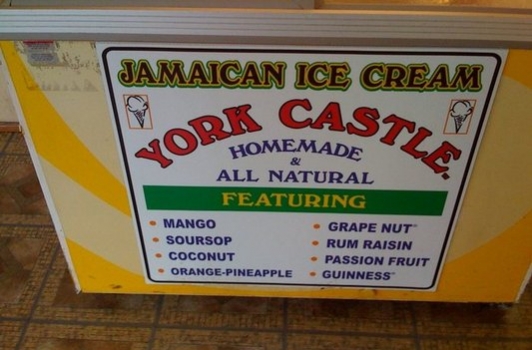 JAMAICAN ICE CREAM
YORK CASTLE
HOMEMADE
&
ALL NATURAL
FEATURING
• MANGO
• SOURSOP
• COCONUT
• ORANGE-PINEAPPLE
• GRAPE NUT
• RUM RAISIN
• PASSION FRUIT
• GUINNESS